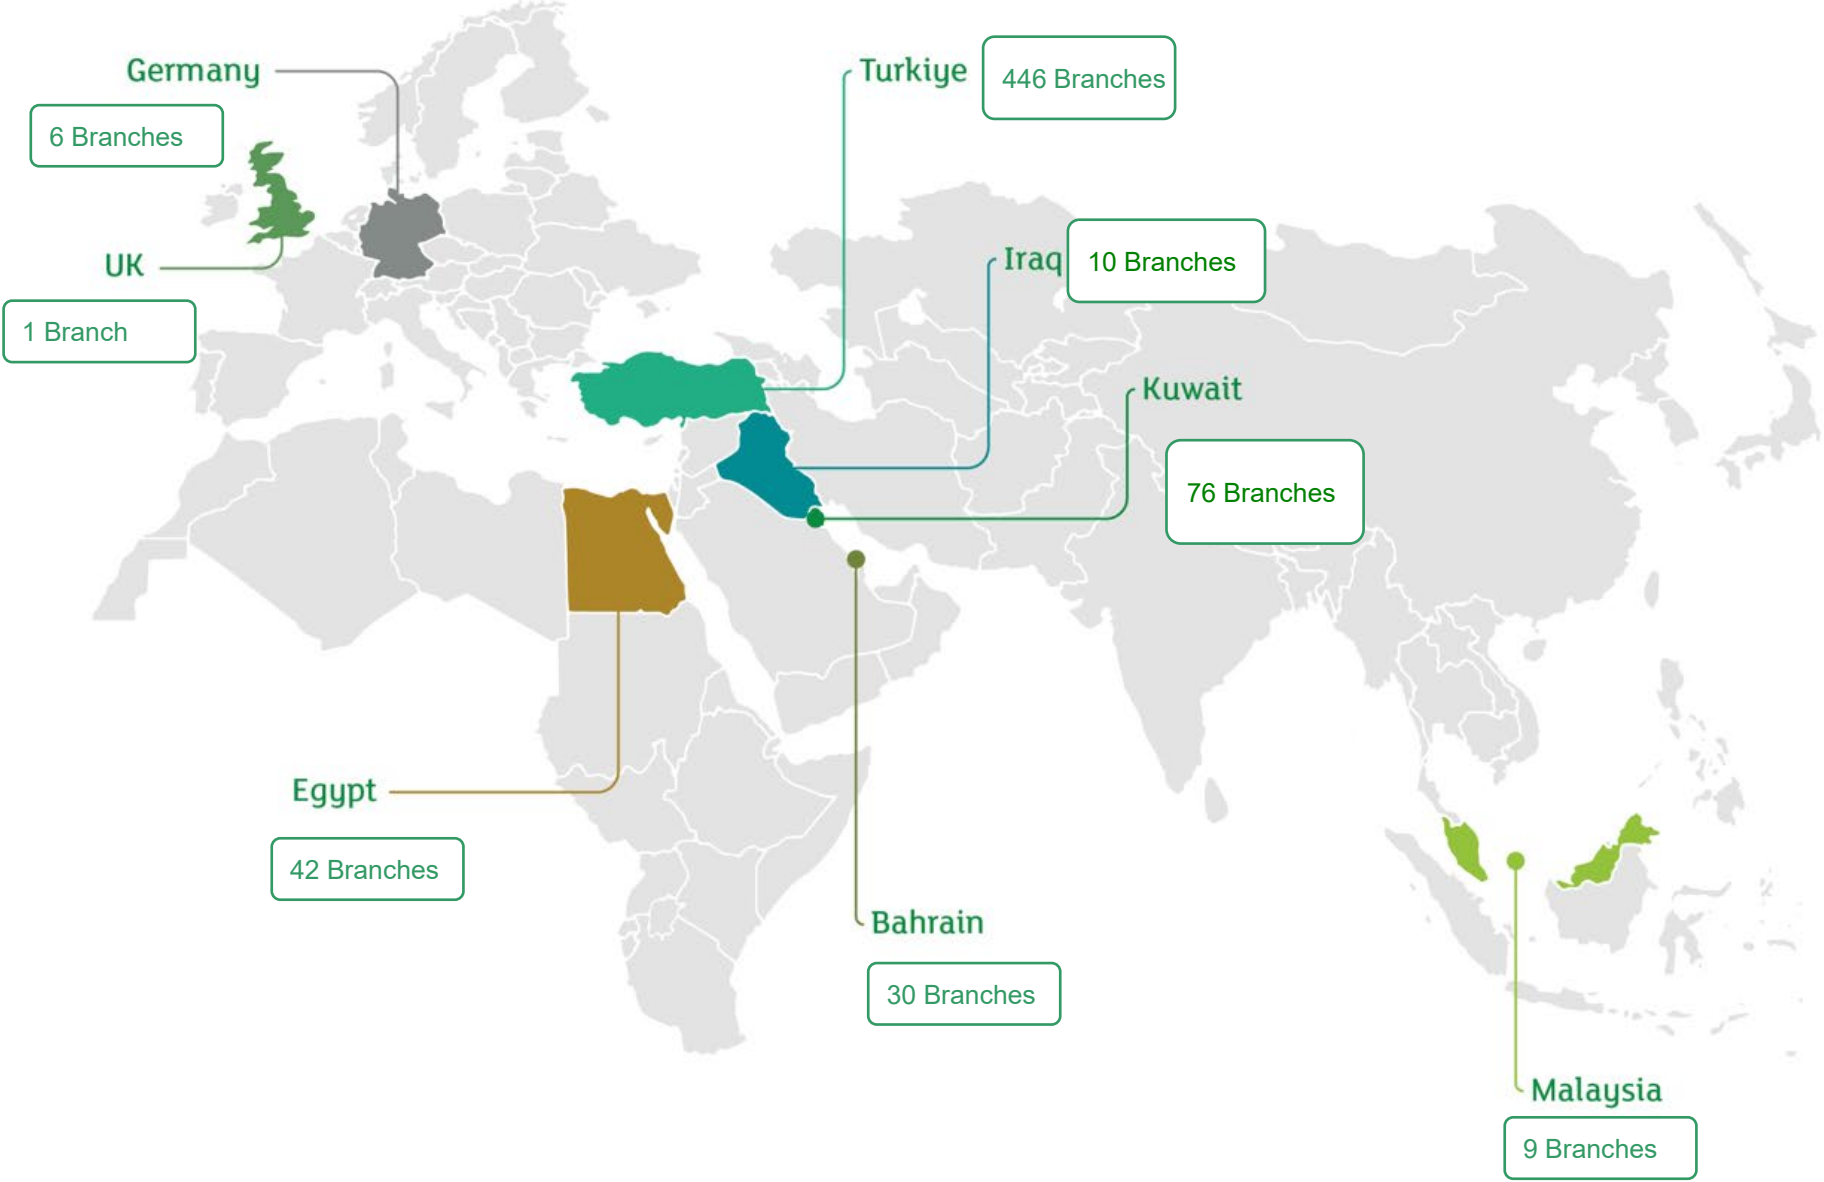 Germany
6 Branches
UK
1 Branch
Turkiye
446 Branches
Iraq
10 Branches
Kuwait
76 Branches
Egypt
42 Branches
Bahrain
30 Branches
Malaysia
9 Branches